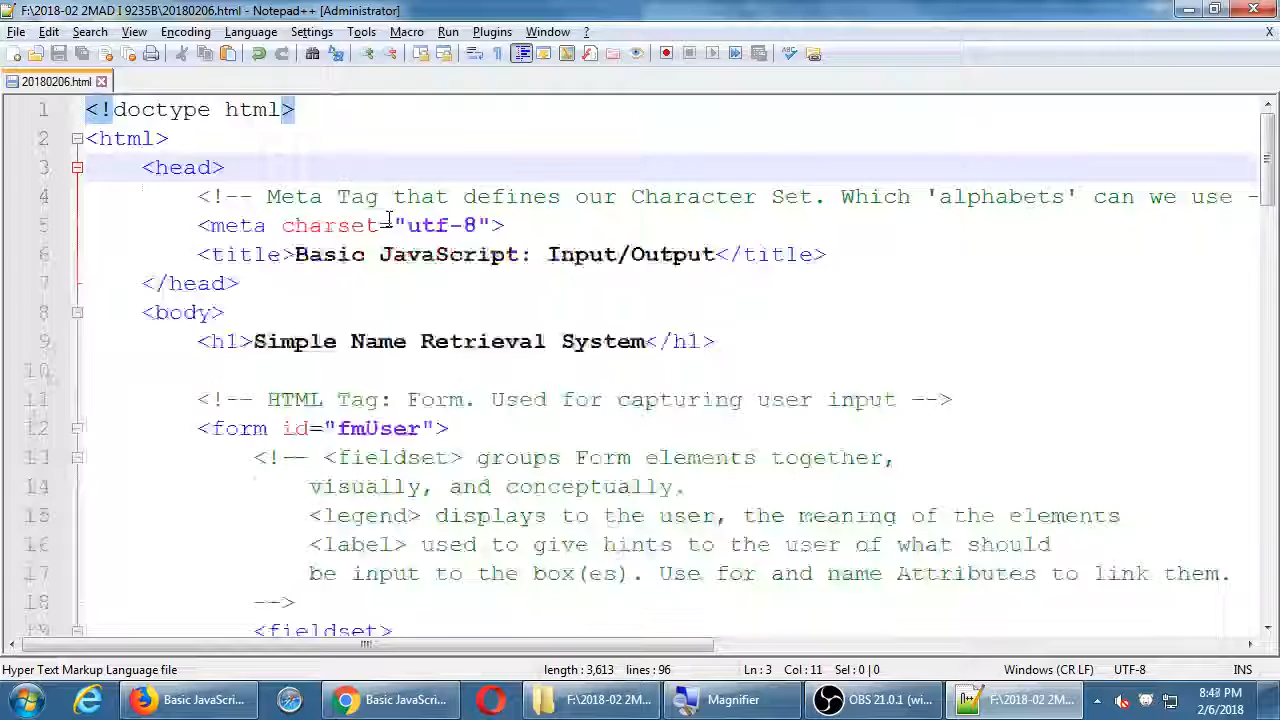 F:\2018-02 2MAD I 9235B\20180206.html - Notepad++ [Administrator]
File Edit Search View Encoding Language Settings Tools Macro Run Plugins Window ? X
20180206.html
1 <!doctype html>
2 <html>
3 <head>
4 <!-- Meta Tag that defines our Character Set. Which 'alphabets' can we use -
5 <meta charset="utf-8">
6 <title>Basic JavaScript: Input/Output</title>
7 </head>
8 <body>
9 <h1>Simple Name Retrieval System</h1>
10
11 <!-- HTML Tag: Form. Used for capturing user input -->
12 <form id="fmUser">
13 <!-- <fieldset> groups Form elements together,
14 visually, and conceptually.
15 <legend> displays to the user, the meaning of the elements
16 <label> used to give hints to the user of what should
17 be input to the box(es). Use for and name Attributes to link them.
18 -->
19 <fieldset>
Hyper Text Markup Language file length : 3,613 lines : 96 Ln : 3 Col : 11 Sel : 0 | 0 Windows (CR LF) UTF-8 INS
Basic JavaScri... Basic JavaScri... F:\2018-02 2M... Magnifier OBS 21.0.1 (wi... F:\2018-02 2M... 8:43 PM
2/6/2018